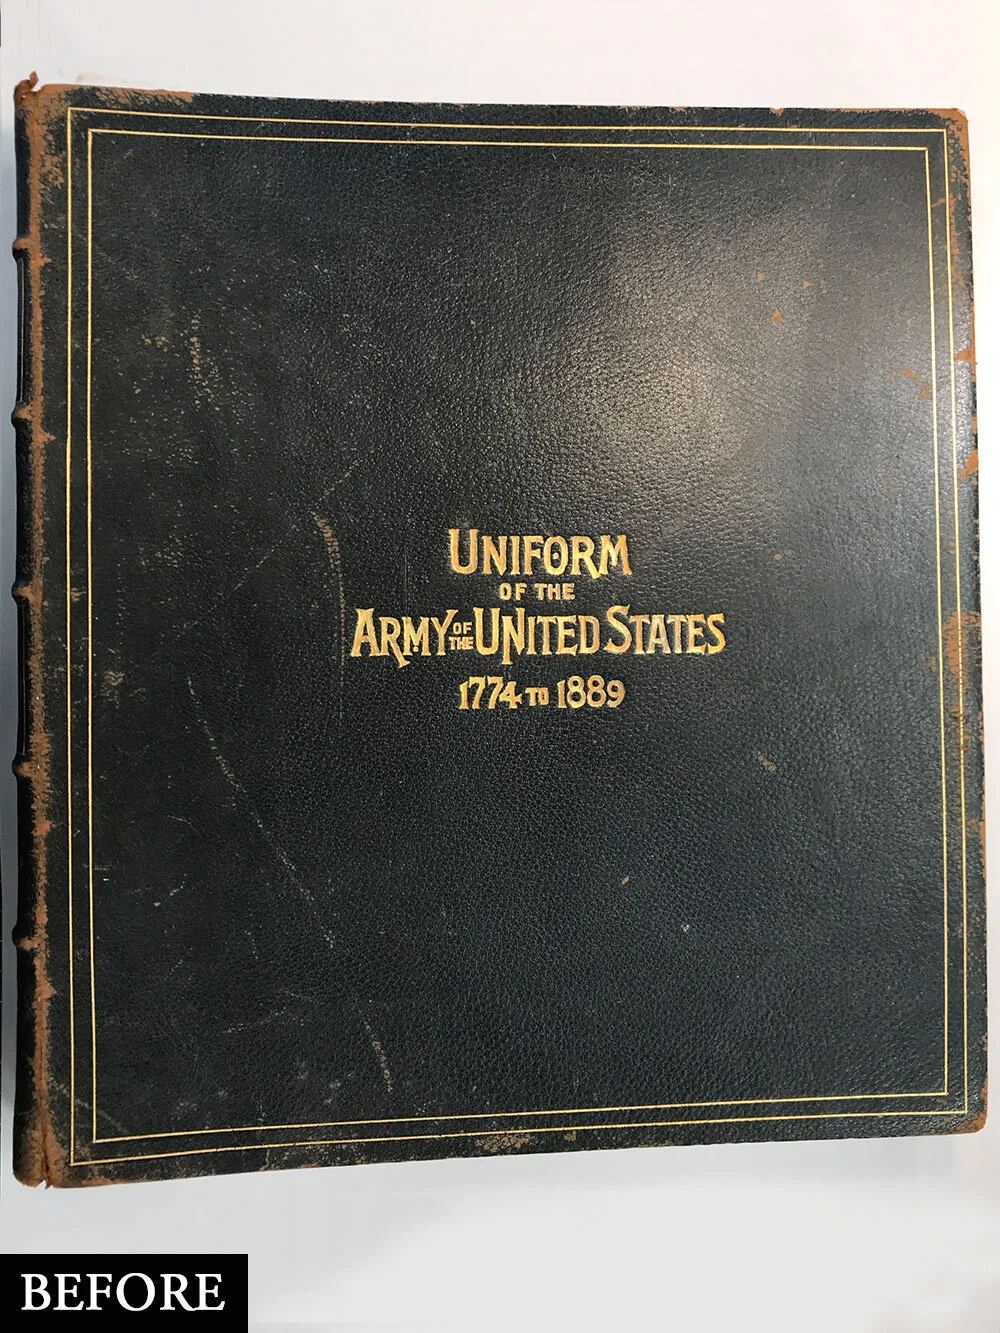 UNIFORM
OF THE
ARMY OF THE UNITED STATES
1774 TO 1889
BEFORE